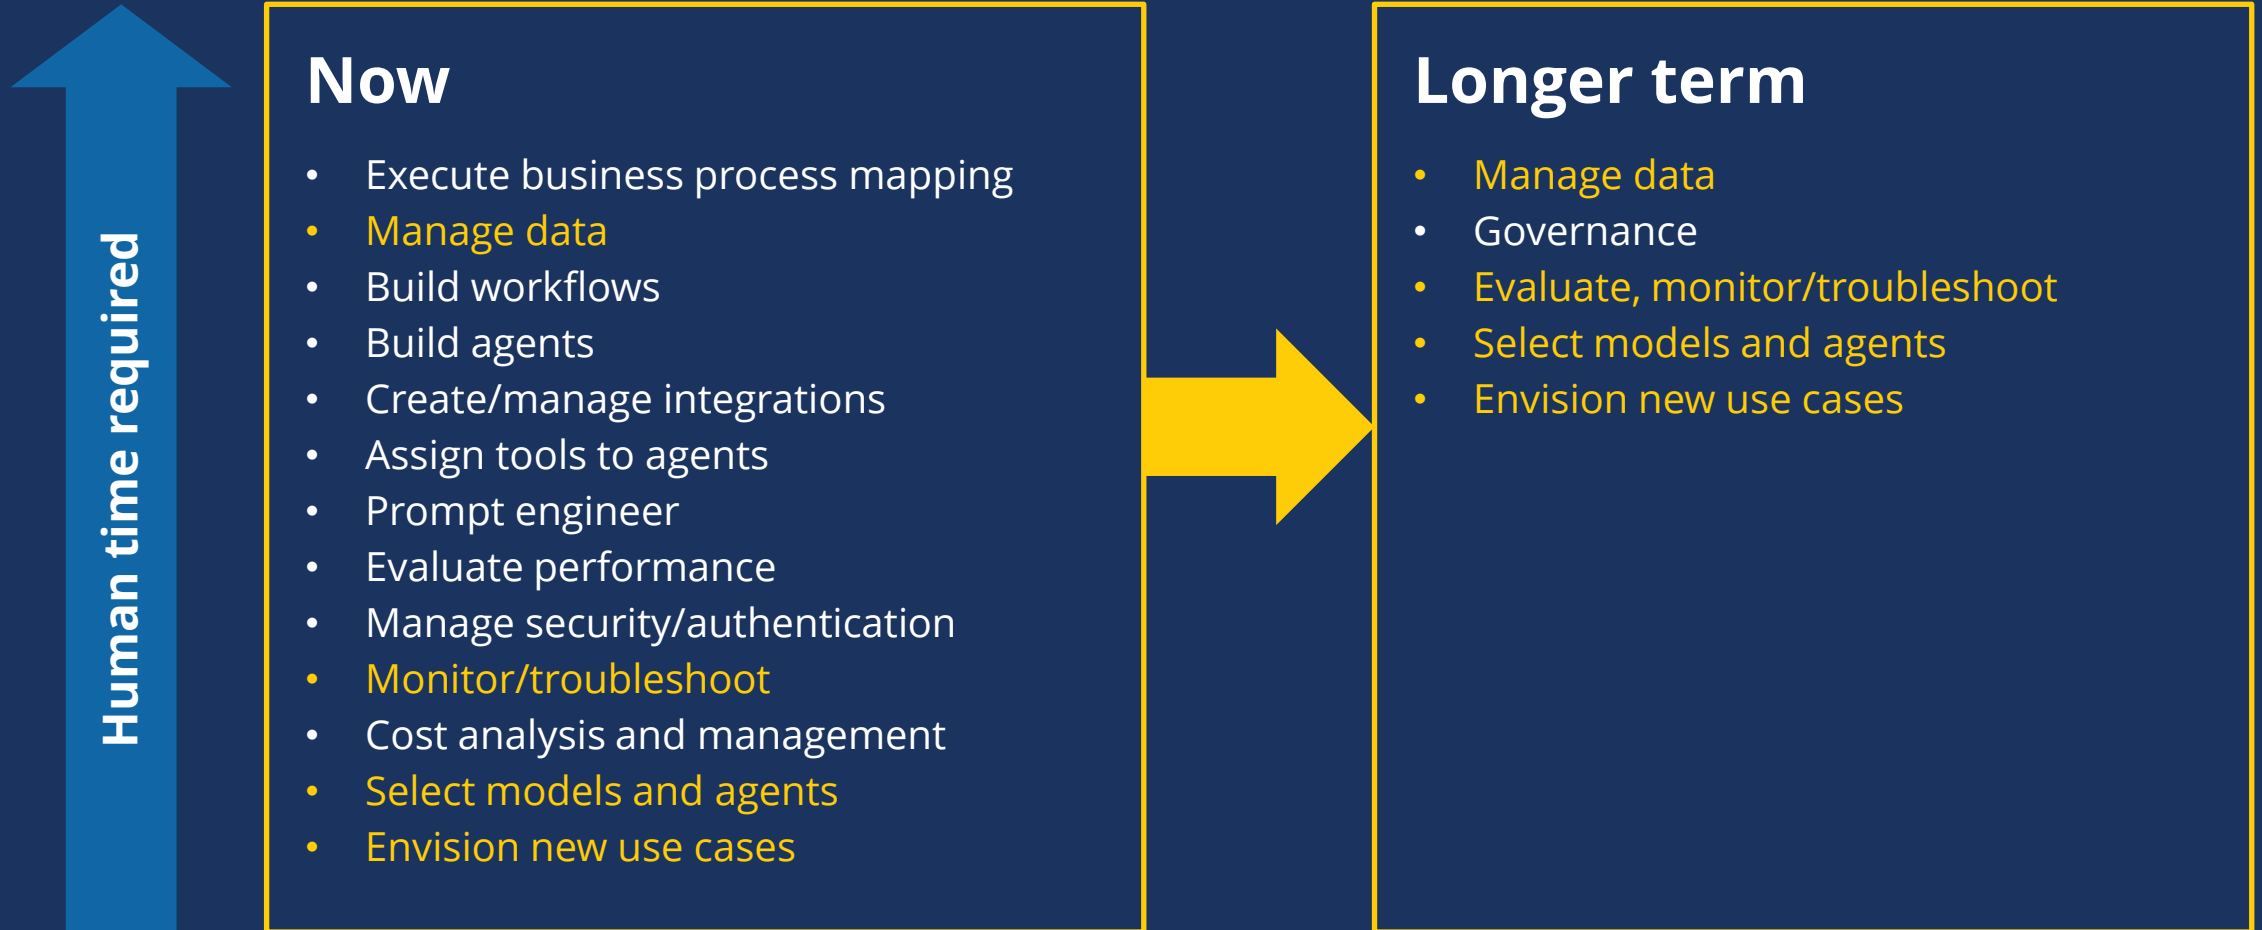 Human time required
Now
• Execute business process mapping
• Manage data
• Build workflows
• Build agents
• Create/manage integrations
• Assign tools to agents
• Prompt engineer
• Evaluate performance
• Manage security/authentication
• Monitor/troubleshoot
• Cost analysis and management
• Select models and agents
• Envision new use cases
Longer term
• Manage data
• Governance
• Evaluate, monitor/troubleshoot
• Select models and agents
• Envision new use cases